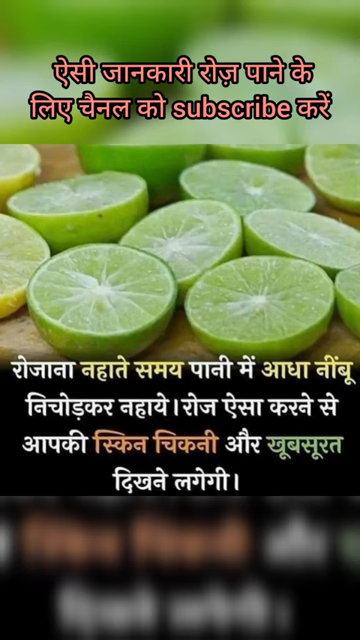 ऐसी जानकारी रोज़ पाने के
लिए चैनल को subscribe करें
रोजाना नहाते समय पानी में आधा नींबू
निचोड़कर नहाये।रोज ऐसा करने से
आपकी स्किन चिकनी और खूबसूरत
दिखने लगेगी।